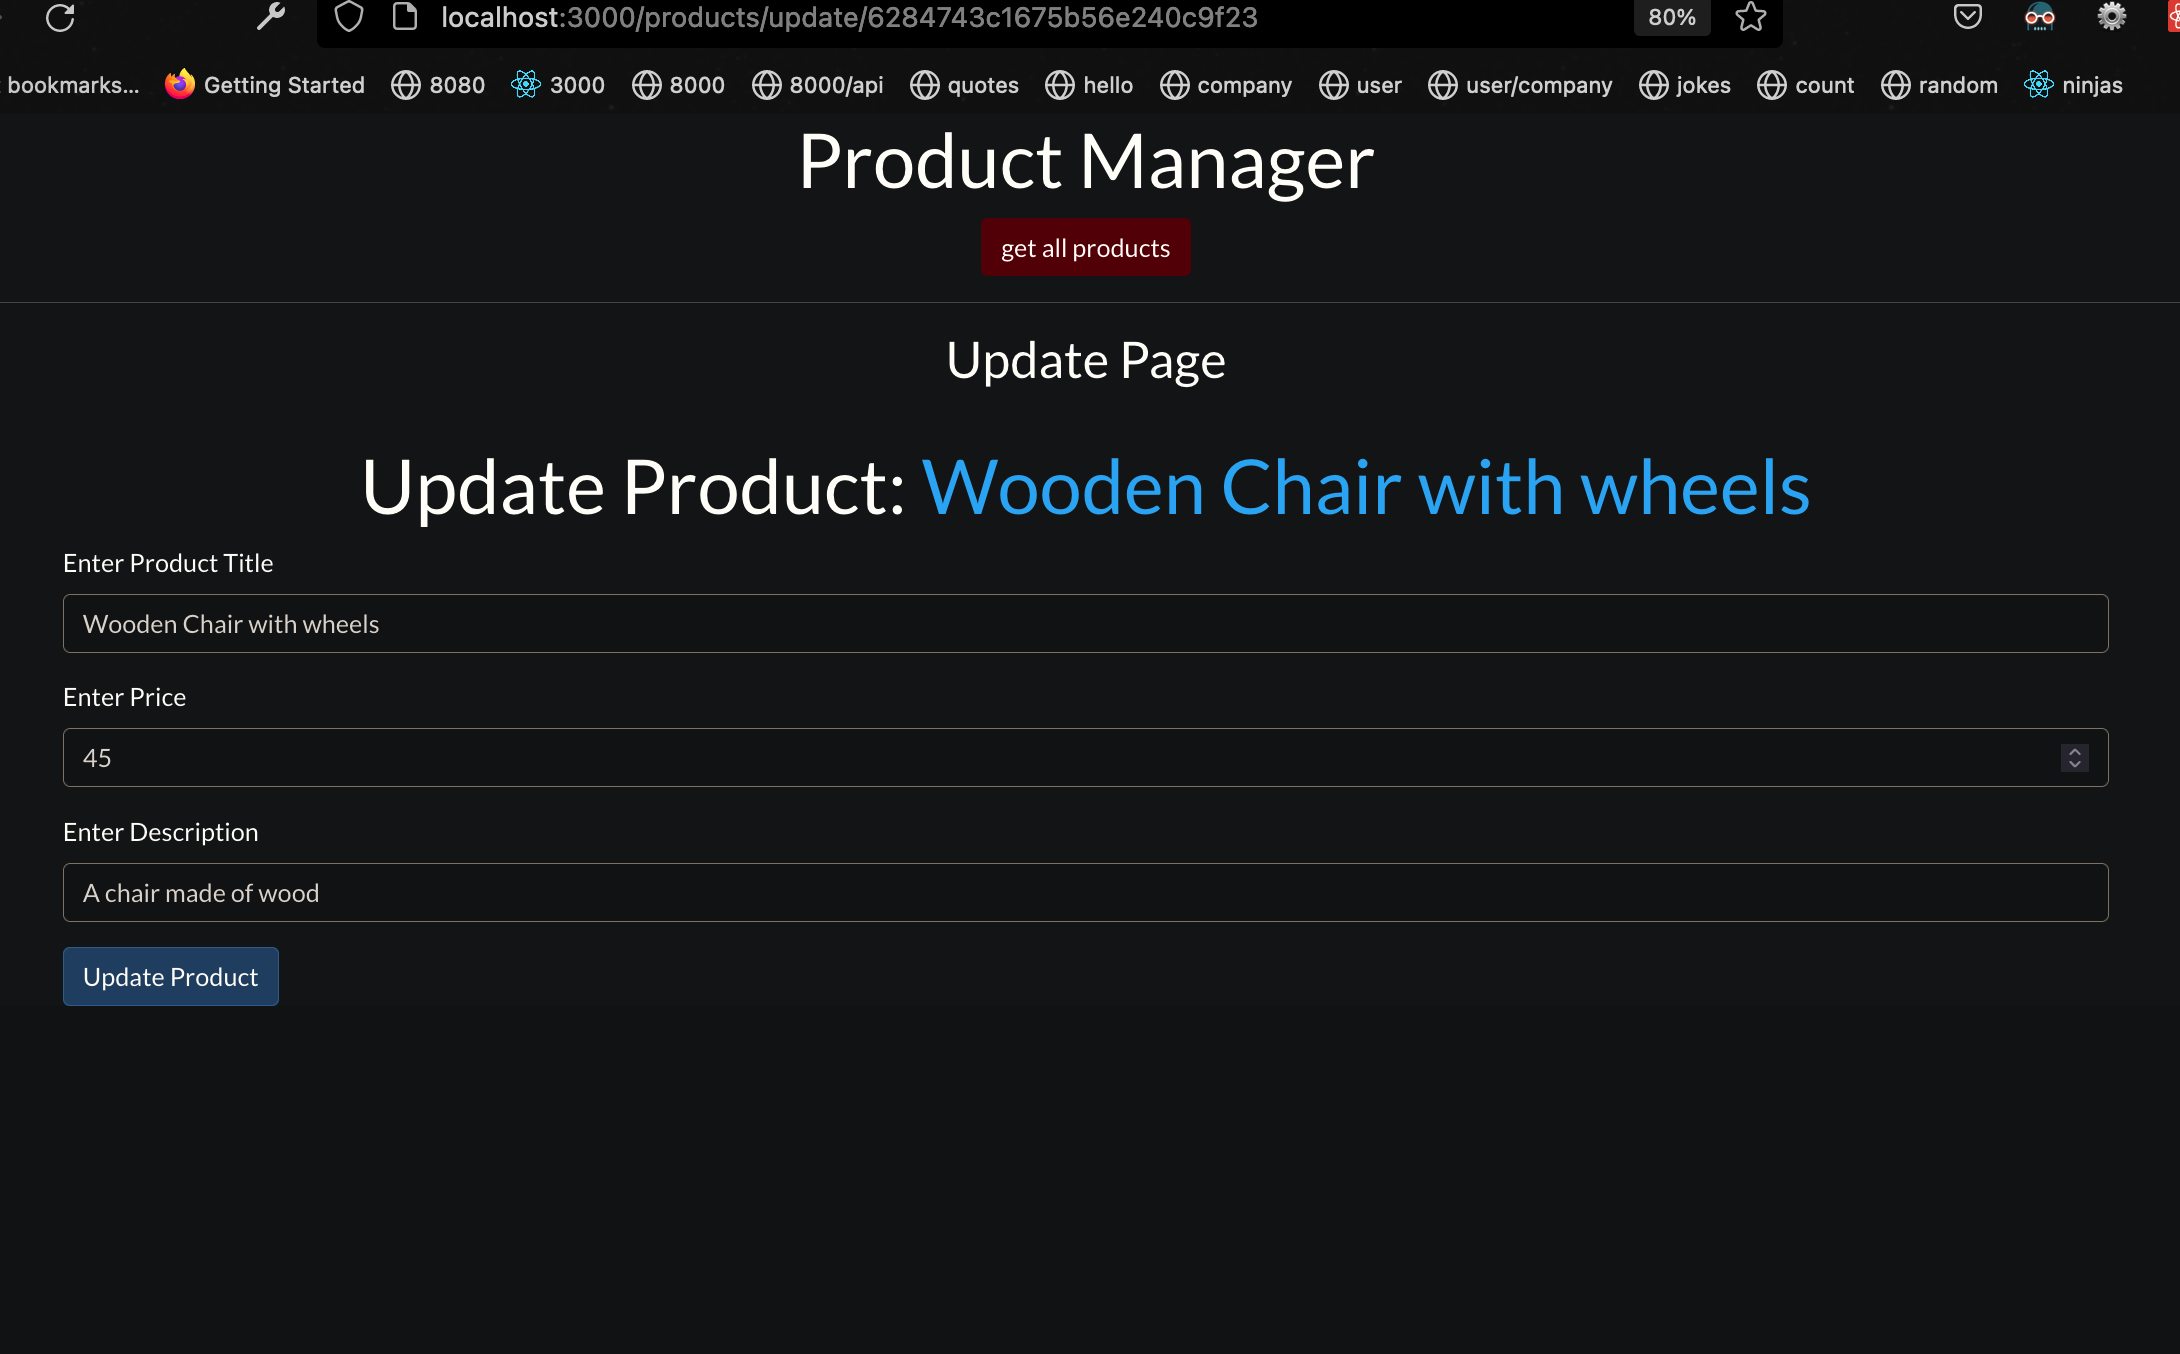 localhost:3000/products/update/6284743c1675b56e240c9f23 80%
bookmarks... Getting Started 8080 3000 8000 8000/api quotes hello company user user/company jokes count random ninjas
Product Manager
get all products
Update Page
Update Product: Wooden Chair with wheels
Enter Product Title
Wooden Chair with wheels
Enter Price
45
Enter Description
A chair made of wood
Update Product